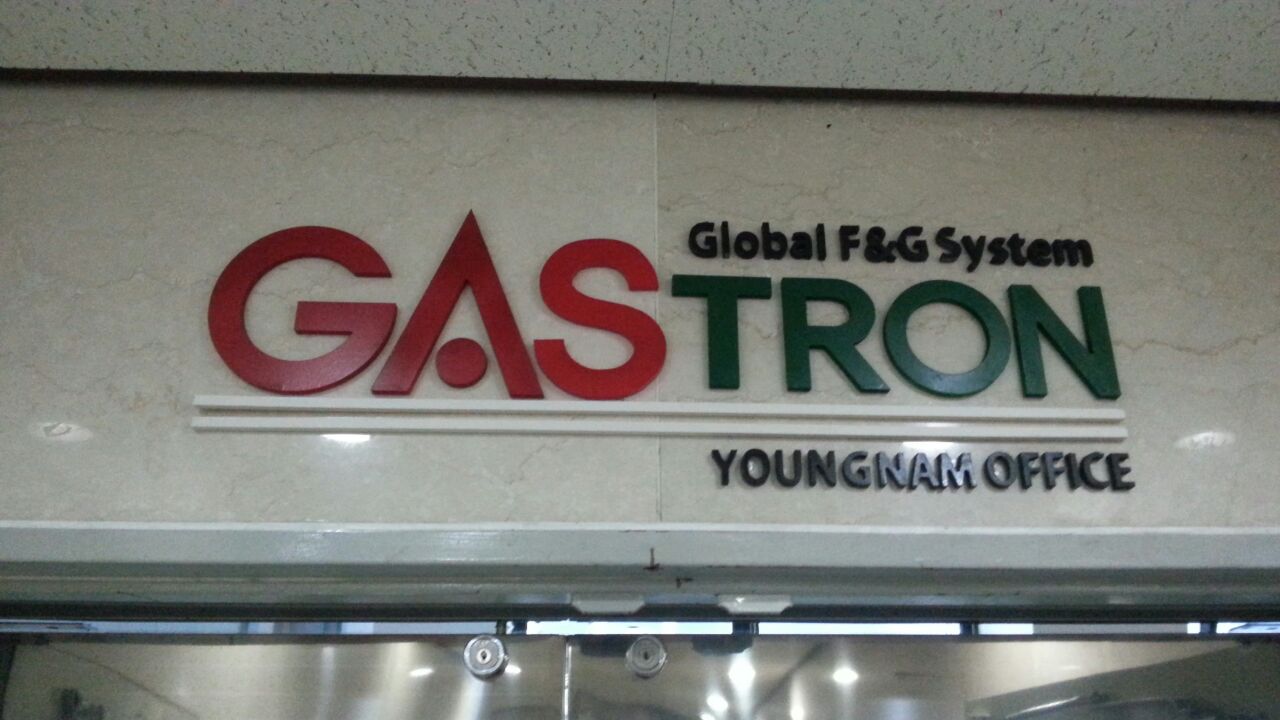 Global F&G System
GASTRON
YOUNGNAM OFFICE